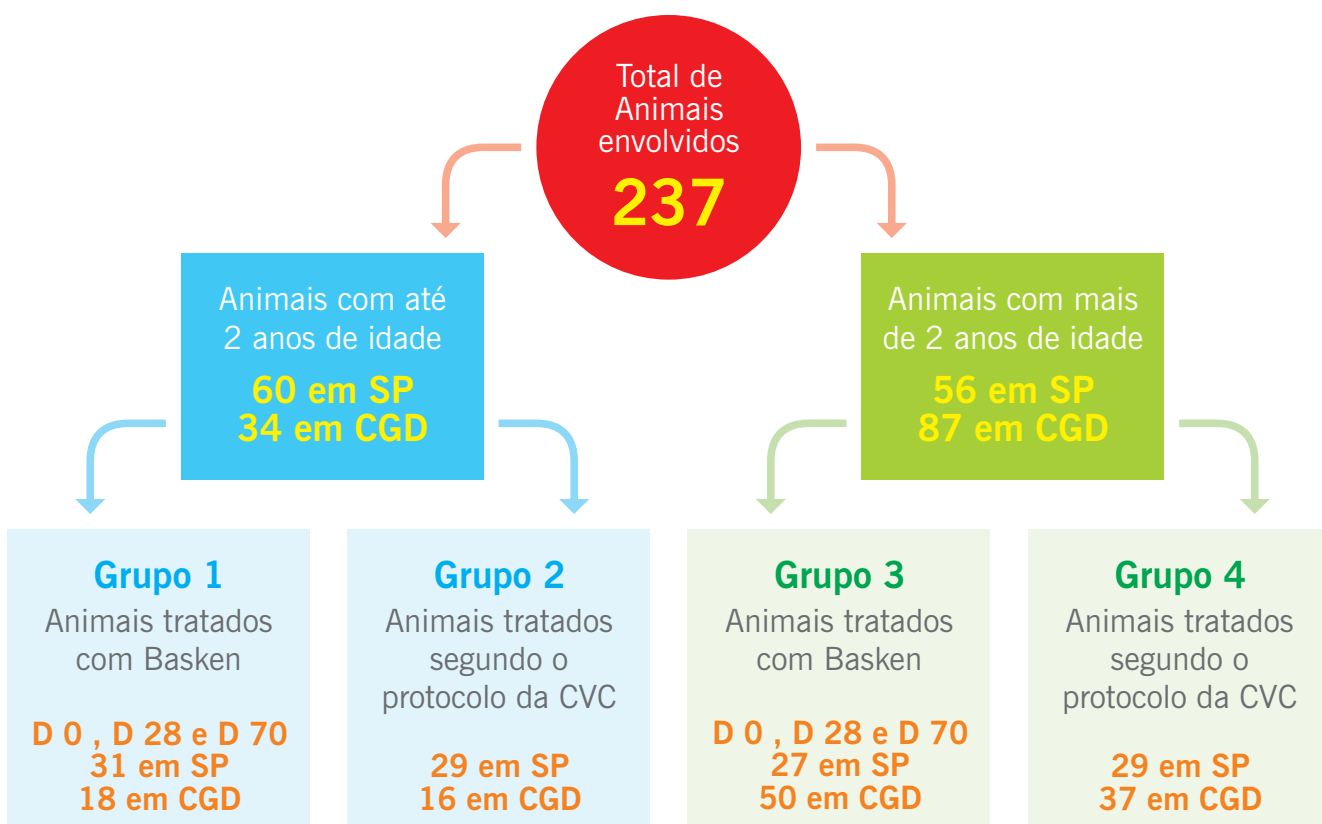 Total de
Animais
envolvidos
237
Animais com até
2 anos de idade
60 em SP
34 em CGD
Animais com mais
de 2 anos de idade
56 em SP
87 em CGD
Grupo 1
Animais tratados
com Basken
D 0 , D 28 e D 70
31 em SP
18 em CGD
Grupo 2
Animais tratados
segundo o
protocolo da CVC
29 em SP
16 em CGD
Grupo 3
Animais tratados
com Basken
D 0 , D 28 e D 70
27 em SP
50 em CGD
Grupo 4
Animais tratados
segundo o
protocolo da CVC
29 em SP
37 em CGD